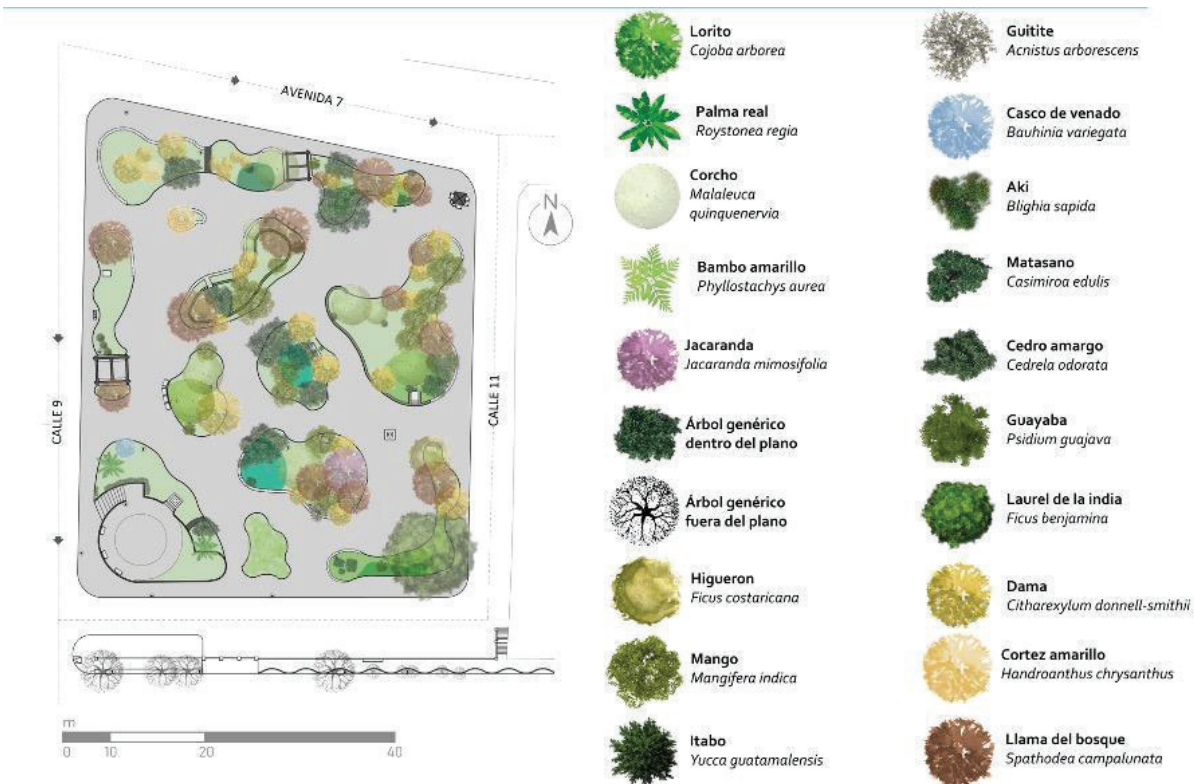 AVENIDA 7
N
CALLE 9
CALLE 11
m
0 10 20 40
Lorito
Cojoba arborea
Palma real
Roystonea regia
Corcho
Malaleuca
quinquenervia
Bambo amarillo
Phyllostachys aurea
Jacaranda
Jacaranda mimosifolia
Árbol genérico
dentro del plano
Árbol genérico
fuera del plano
Higueron
Ficus costaricana
Mango
Mangifera indica
Itabo
Yucca guatamalensis
Guitite
Acnistus arborescens
Casco de venado
Bauhinia variegata
Aki
Blighia sapida
Matasano
Casimiroa edulis
Cedro amargo
Cedrela odorata
Guayaba
Psidium guajava
Laurel de la india
Ficus benjamina
Dama
Citharexylum donnell-smithii
Cortez amarillo
Handroanthus chrysanthus
Llama del bosque
Spathodea campalunata